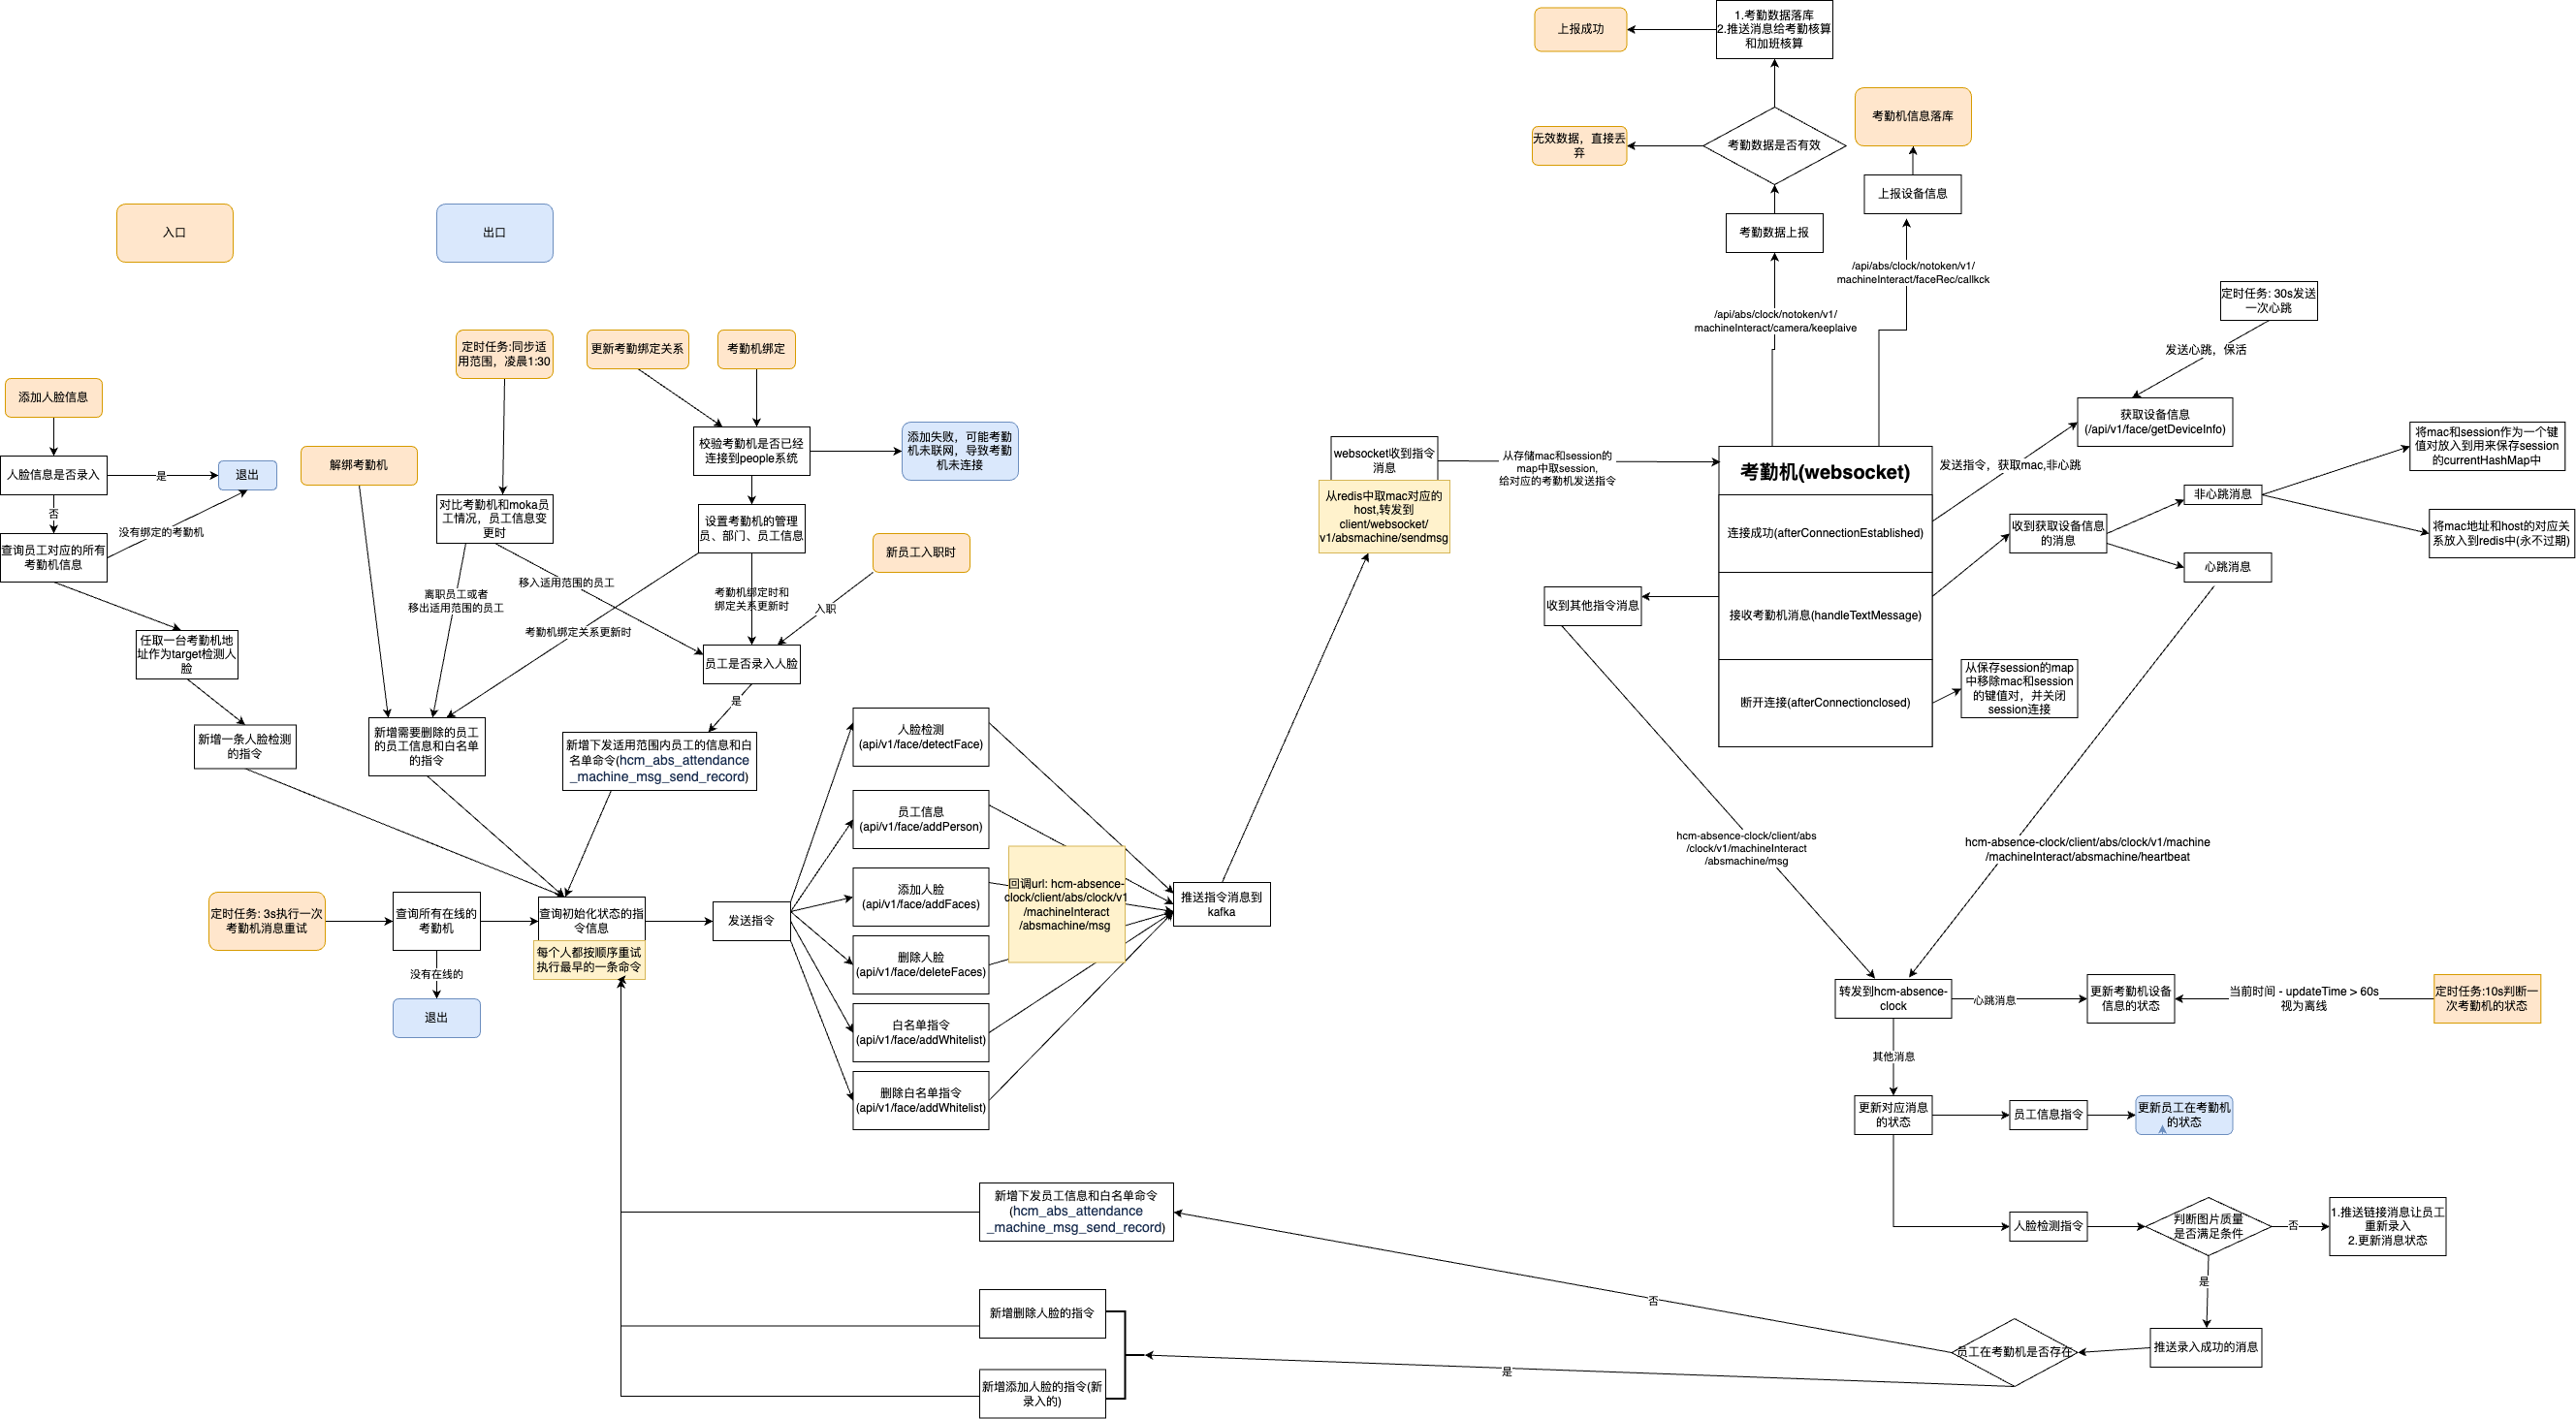 入口
出口
添加人脸信息
人脸信息是否录入
是
退出
否
没有绑定的考勤机
查询员工对应的所有
考勤机信息
任取一台考勤机地
址作为target检测人
脸
新增一条人脸检测
的指令
解绑考勤机
定时任务:同步适
用范围，凌晨1:30
对比考勤机和moka员
工情况，员工信息变
更时
离职员工或者
移出适用范围的员工
移入适用范围的员工
更新考勤绑定关系
考勤机绑定
校验考勤机是否已经
连接到people系统
添加失败，可能考勤
机未联网，导致考勤
机未连接
设置考勤机的管理
员、部门、员工信息
考勤机绑定时和
绑定关系更新时
考勤机绑定关系更新时
新员工入职时
入职
员工是否录入人脸
是
新增需要删除的员工
的员工信息和白名单
的指令
新增下发适用范围内员工的信息和白
名单命令(hcm_abs_attendance
_machine_msg_send_record)
定时任务: 3s执行一次
考勤机消息重试
查询所有在线的
考勤机
没有在线的
退出
查询初始化状态的指
令信息
每个人都按顺序重试
执行最早的一条命令
发送指令
人脸检测
(api/v1/face/detectFace)
员工信息
(api/v1/face/addPerson)
添加人脸
(api/v1/face/addFaces)
删除人脸
(api/v1/face/deleteFaces)
白名单指令
(api/v1/face/addWhitelist)
删除白名单指令
(api/v1/face/addWhitelist)
回调url: hcm-absence-
clock/client/abs/clock/v1
/machineInteract
/absmachine/msg
推送指令消息到
kafka
websocket收到指令
消息
从redis中取mac对应的
host,转发到
client/websocket/
v1/absmachine/sendmsg
从存储mac和session的
map中取session,
给对应的考勤机发送指令
上报成功
1.考勤数据落库
2.推送消息给考勤核算
和加班核算
无效数据，直接丢
弃
考勤数据是否有效
考勤数据上报
/api/abs/clock/notoken/v1/
machineInteract/camera/keeplaive
考勤机信息落库
上报设备信息
/api/abs/clock/notoken/v1/
machineInteract/faceRec/callkck
考勤机(websocket)
连接成功(afterConnectionEstablished)
接收考勤机消息(handleTextMessage)
断开连接(afterConnectionclosed)
定时任务: 30s发送
一次心跳
发送心跳，保活
获取设备信息
(/api/v1/face/getDeviceInfo)
发送指令，获取mac,非心跳
收到获取设备信息
的消息
非心跳消息
心跳消息
将mac和session作为一个键
值对放入到用来保存session
的currentHashMap中
将mac地址和host的对应关
系放入到redis中(永不过期)
收到其他指令消息
从保存session的map
中移除mac和session
的键值对，并关闭
session连接
hcm-absence-clock/client/abs
/clock/v1/machineInteract
/absmachine/msg
hcm-absence-clock/client/abs/clock/v1/machine
/machineInteract/absmachine/heartbeat
转发到hcm-absence-
clock
心跳消息
更新考勤机设备
信息的状态
当前时间 - updateTime > 60s
视为离线
定时任务:10s判断一
次考勤机的状态
其他消息
更新对应消息
的状态
员工信息指令
更新员工在考勤机
的状态
人脸检测指令
判断图片质量
是否满足条件
否
1.推送链接消息让员工
重新录入
2.更新消息状态
是
推送录入成功的消息
员工在考勤机是否存在
否
是
新增下发员工信息和白名单命令
(hcm_abs_attendance
_machine_msg_send_record)
新增删除人脸的指令
新增添加人脸的指令(新
录入的)